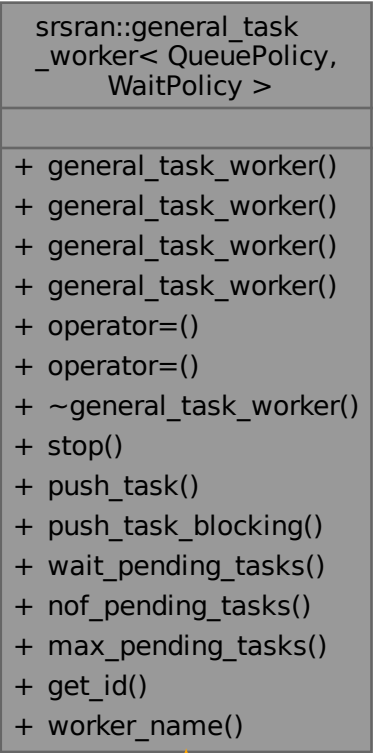 srsran::general_task
_worker< QueuePolicy,
WaitPolicy >
+ general_task_worker()
+ general_task_worker()
+ general_task_worker()
+ general_task_worker()
+ operator=()
+ operator=()
+ ~general_task_worker()
+ stop()
+ push_task()
+ push_task_blocking()
+ wait_pending_tasks()
+ nof_pending_tasks()
+ max_pending_tasks()
+ get_id()
+ worker_name()